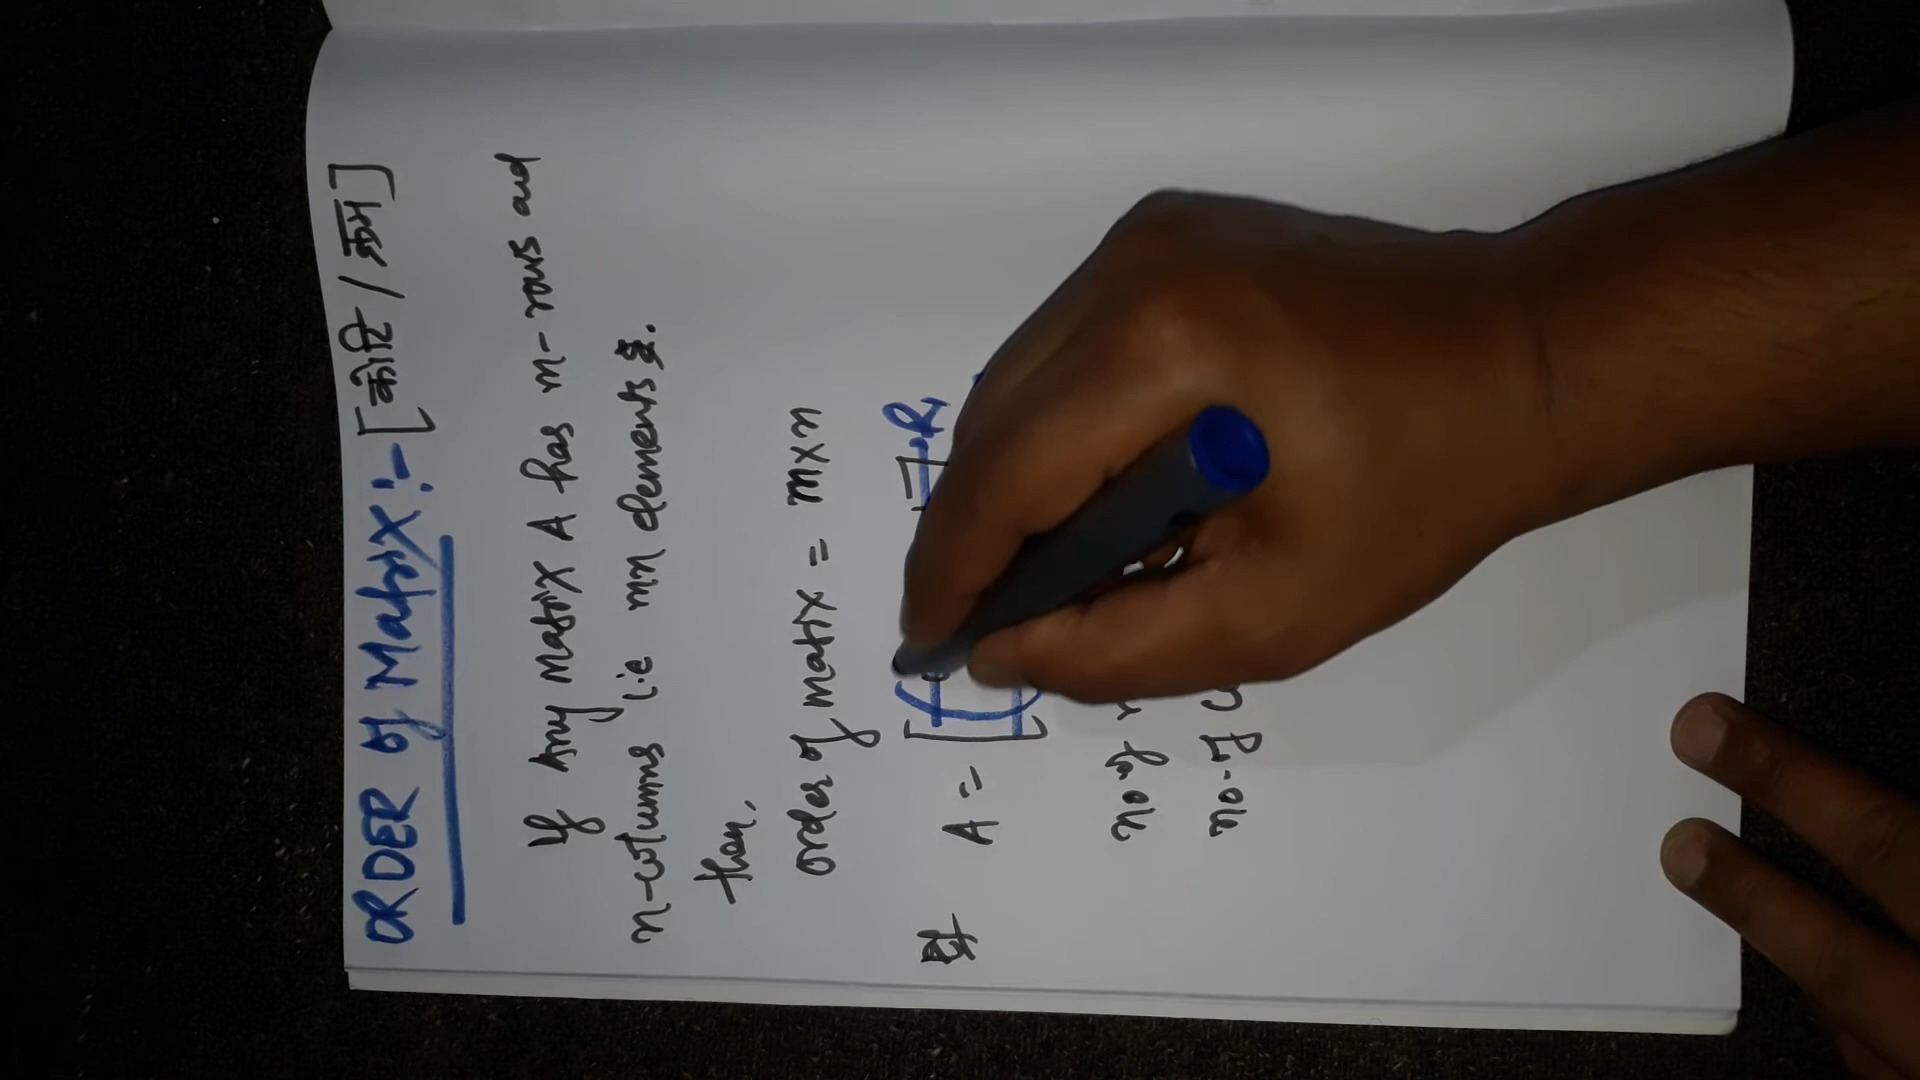 ORDER of Matrix :- [कोटि / क्रम]
If Any Matrix A has m-rows and
n-columns i.e mn elements.
then,
order of matrix = m×n
A = [ ] R₁
no of r
no. of C